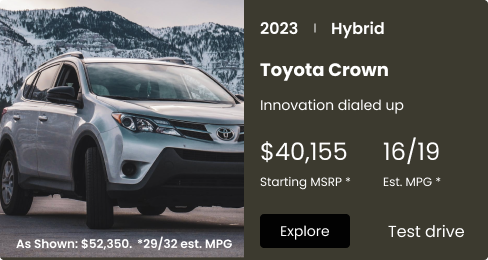 2023 | Hybrid
Toyota Crown
Innovation dialed up
$40,155 16/19
Starting MSRP * Est. MPG *
Explore Test drive
As Shown: $52,350. *29/32 est. MPG